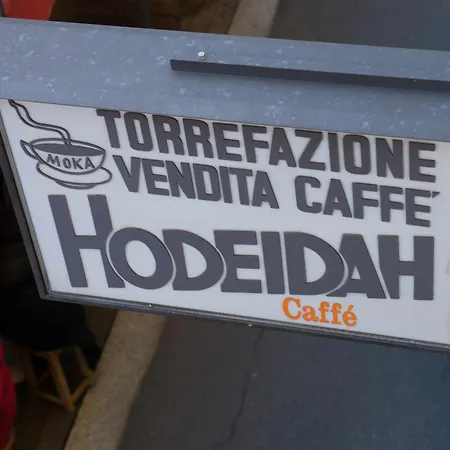 MOKA
TORREFAZIONE
VENDITA CAFFE'
HODEIDAH
Caffé